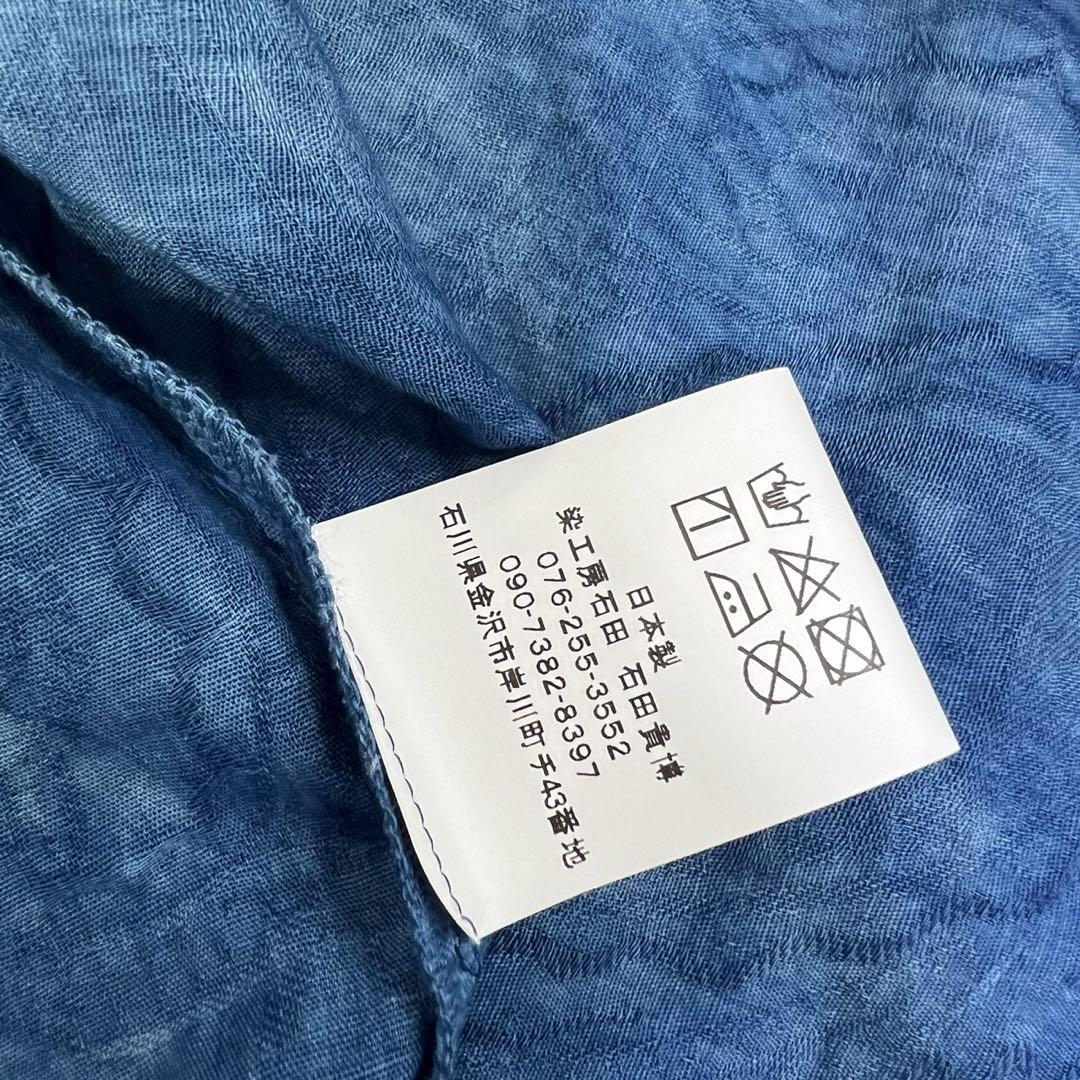 日本製
染工房石田 石田貴博
076-255-3552
090-7382-8397
石川県金沢市岸川町チ43番地